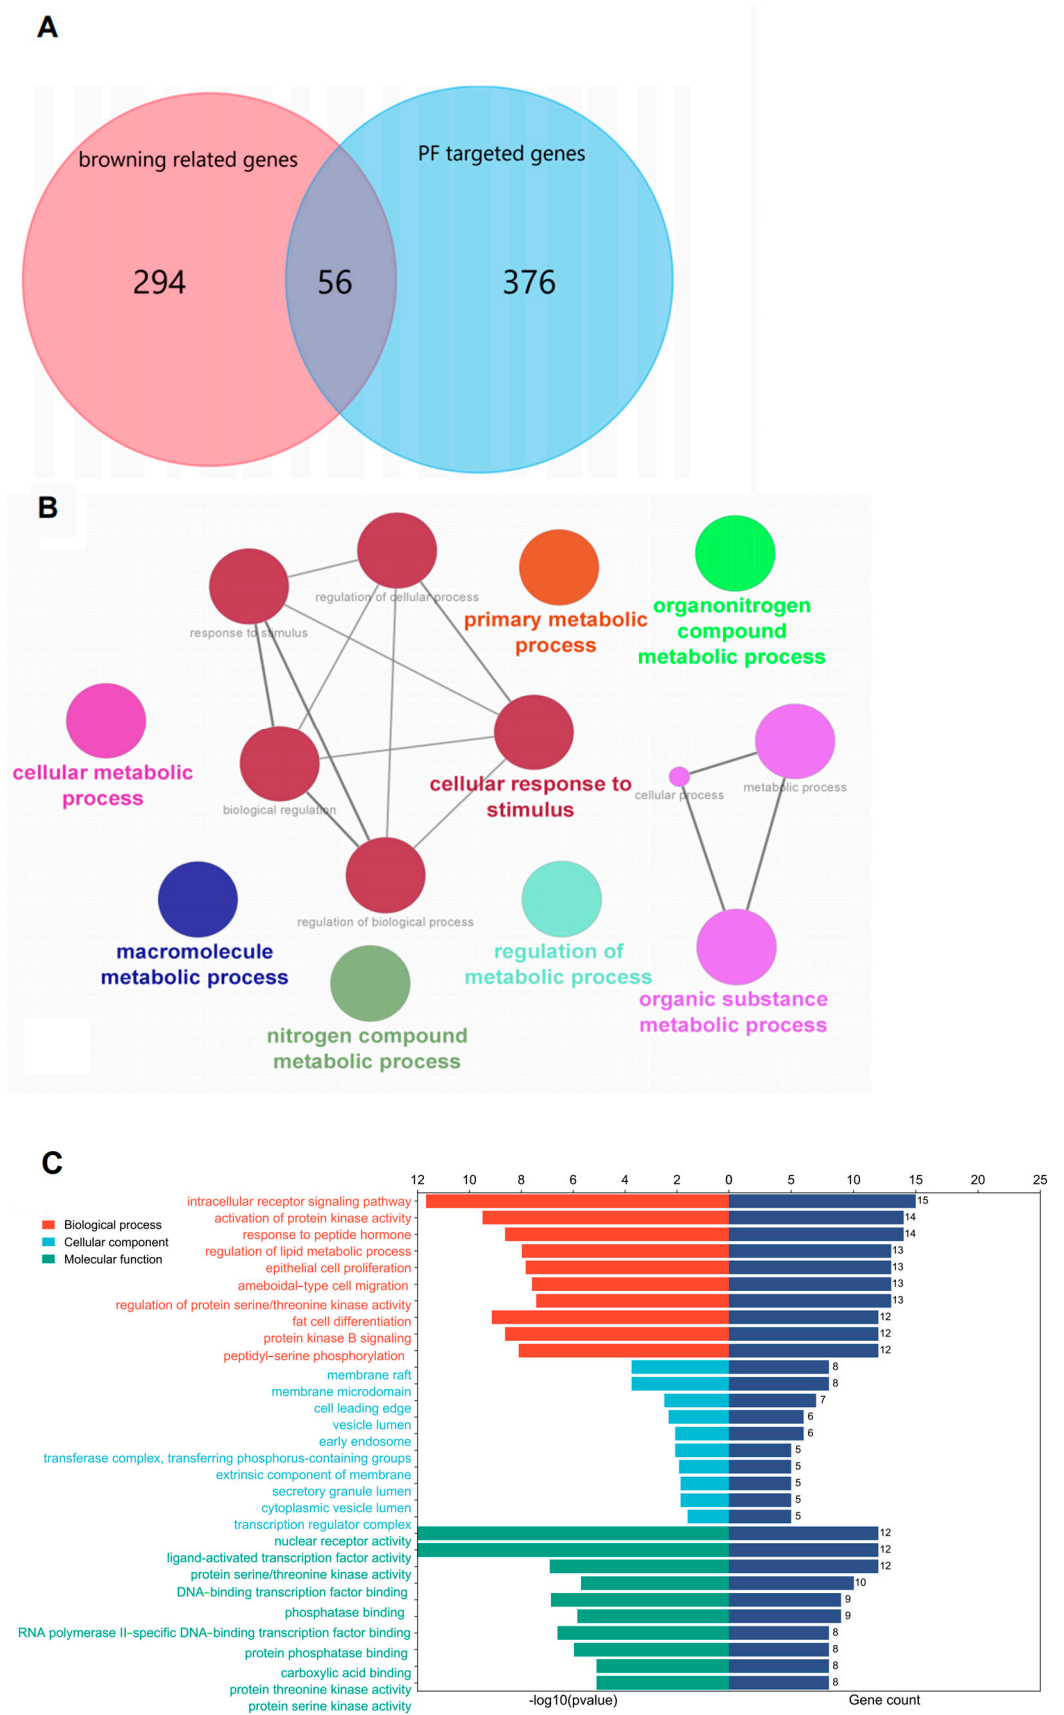 A
browning related genes
PF targeted genes
294
56
376
B
regulation of cellular process
response to stimulus
primary metabolic
process
organonitrogen
compound
metabolic process
cellular metabolic
process
biological regulation
cellular response to
stimulus
cellular process
metabolic process
regulation of biological process
macromolecule
metabolic process
regulation of
metabolic process
organic substance
metabolic process
nitrogen compound
metabolic process
C
12 10 8 6 4 2 0 5 10 15 20 25
Biological process
Cellular component
Molecular function
intracellular receptor signaling pathway 15
activation of protein kinase activity 14
response to peptide hormone 14
regulation of lipid metabolic process 13
epithelial cell proliferation 13
ameboidal-type cell migration 13
regulation of protein serine/threonine kinase activity 13
fat cell differentiation 12
protein kinase B signaling 12
peptidyl-serine phosphorylation 12
membrane raft 8
membrane microdomain 8
cell leading edge 7
vesicle lumen 6
early endosome 6
transferase complex, transferring phosphorus-containing groups 5
extrinsic component of membrane 5
secretory granule lumen 5
cytoplasmic vesicle lumen 5
transcription regulator complex 5
nuclear receptor activity 12
ligand-activated transcription factor activity 12
protein serine/threonine kinase activity 12
DNA-binding transcription factor binding 10
phosphatase binding 9
RNA polymerase II-specific DNA-binding transcription factor binding 9
protein phosphatase binding 8
carboxylic acid binding 8
protein threonine kinase activity 8
protein serine kinase activity 8
-log10(pvalue)
Gene count